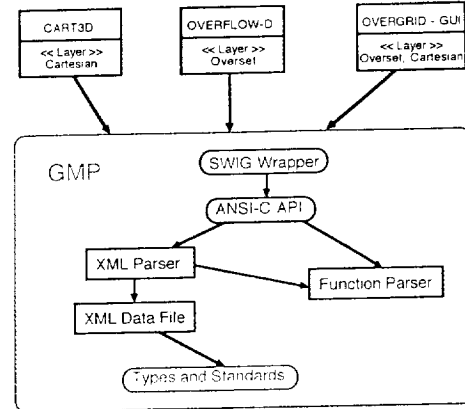 CART3D
<< Layer >>
Cartesian
OVERFLOW-D
<< Layer >>
Overset
OVERGRID - GUI
<< Layer >>
Overset, Cartesian
GMP
SWIG Wrapper
ANSI-C API
XML Parser
Function Parser
XML Data File
Types and Standards